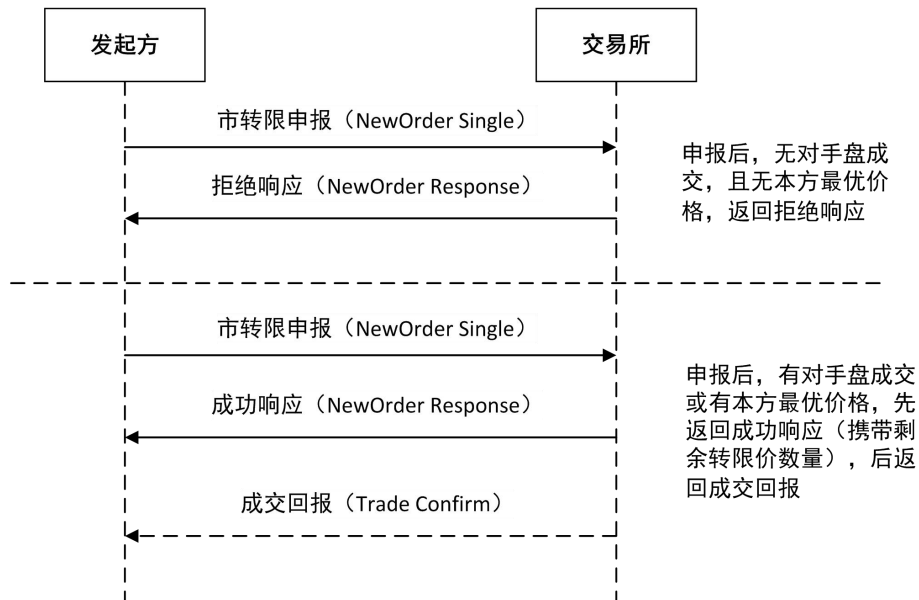 发起方
交易所
市转限申报（NewOrder Single）
拒绝响应（NewOrder Response）
申报后，无对手盘成
交，且无本方最优价
格，返回拒绝响应
市转限申报（NewOrder Single）
成功响应（NewOrder Response）
成交回报（Trade Confirm）
申报后，有对手盘成交
或有本方最优价格，先
返回成功响应（携带剩
余转限价数量），后返
回成交回报